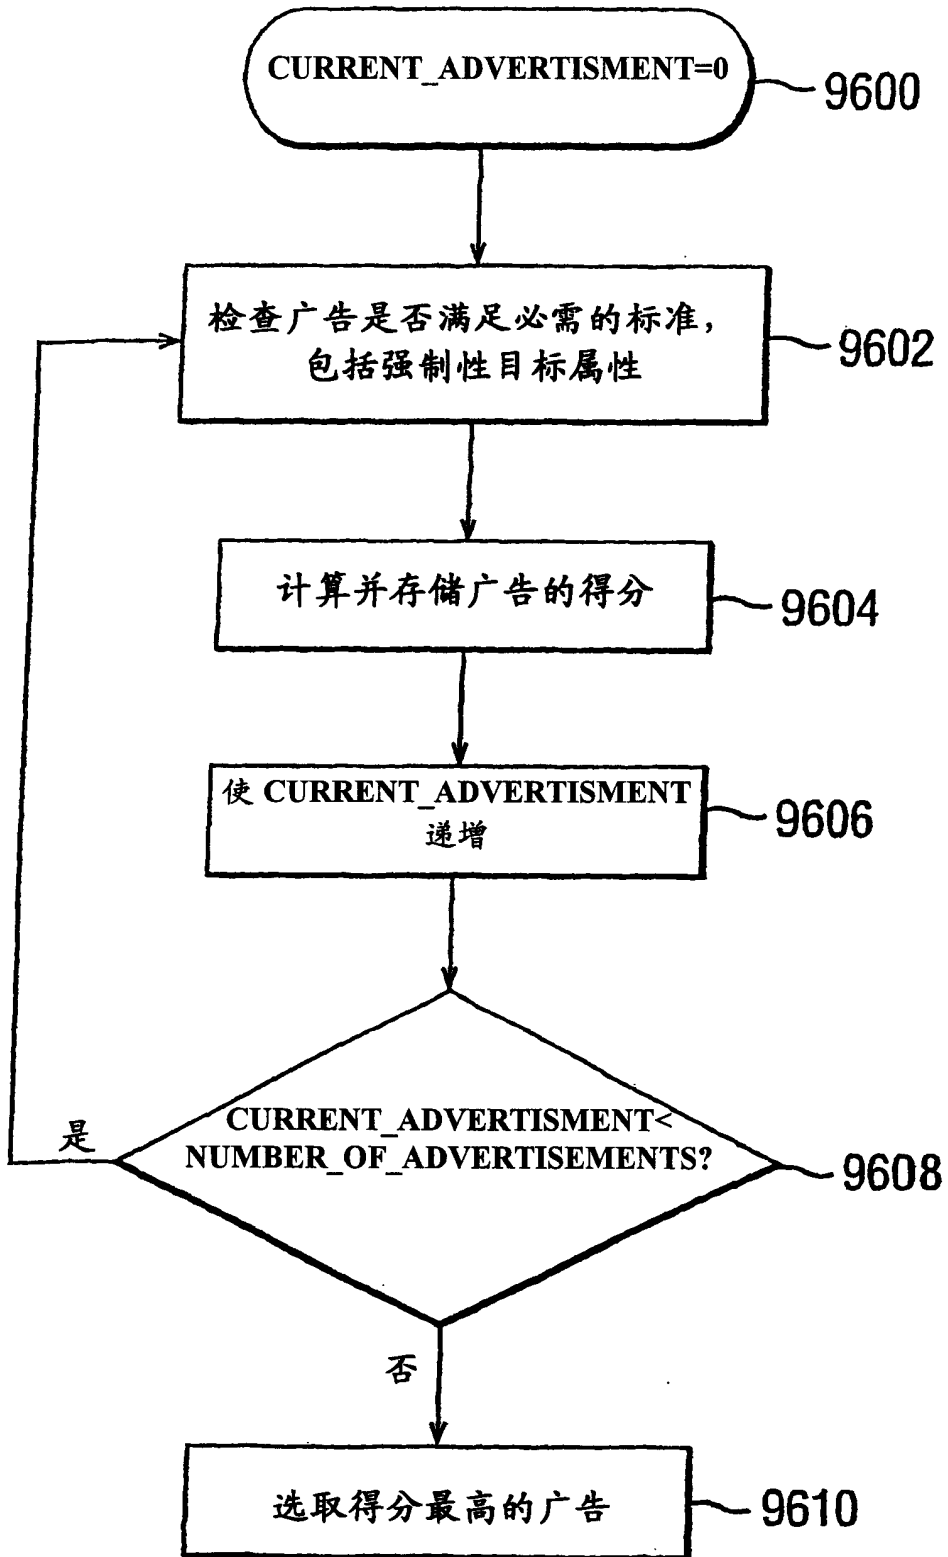 CURRENT_ADVERTISMENT=0
9600
检查广告是否满足必需的标准，
包括强制性目标属性
9602
计算并存储广告的得分
9604
使 CURRENT_ADVERTISMENT
递增
9606
CURRENT_ADVERTISMENT<
NUMBER_OF_ADVERTISEMENTS?
9608
是
否
选取得分最高的广告
9610